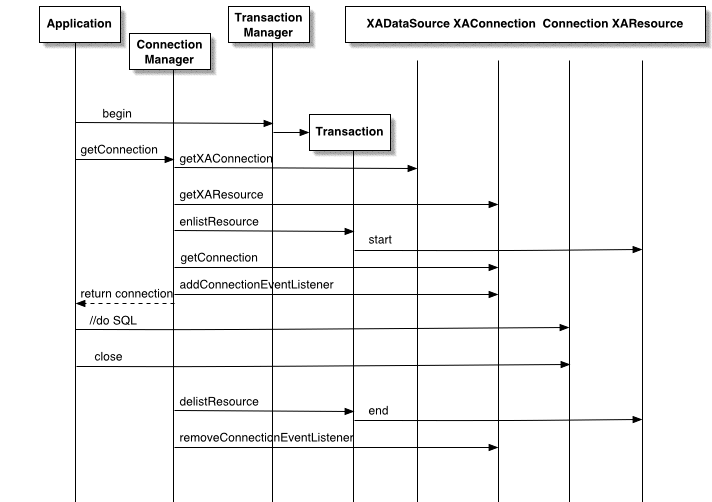 Application
Connection
Manager
Transaction
Manager
XADataSource XAConnection Connection XAResource
begin
Transaction
getConnection
getXAConnection
getXAResource
enlistResource
start
getConnection
addConnectionEventListener
return connection
//do SQL
close
delistResource
end
removeConnectionEventListener